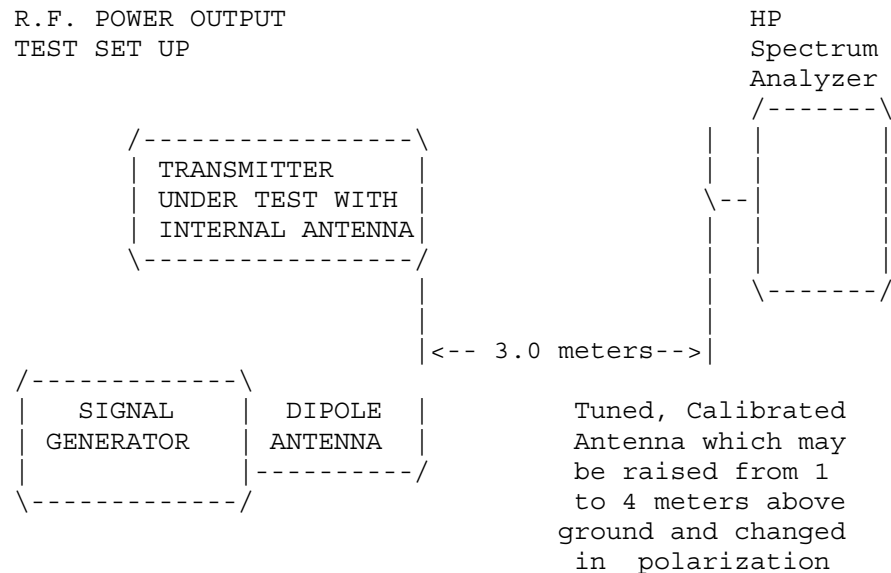 R.F. POWER OUTPUT
TEST SET UP
HP
Spectrum
Analyzer
TRANSMITTER
UNDER TEST WITH
INTERNAL ANTENNA
<-- 3.0 meters-->
SIGNAL
GENERATOR
DIPOLE
ANTENNA
Tuned, Calibrated
Antenna which may
be raised from 1
to 4 meters above
ground and changed
in polarization